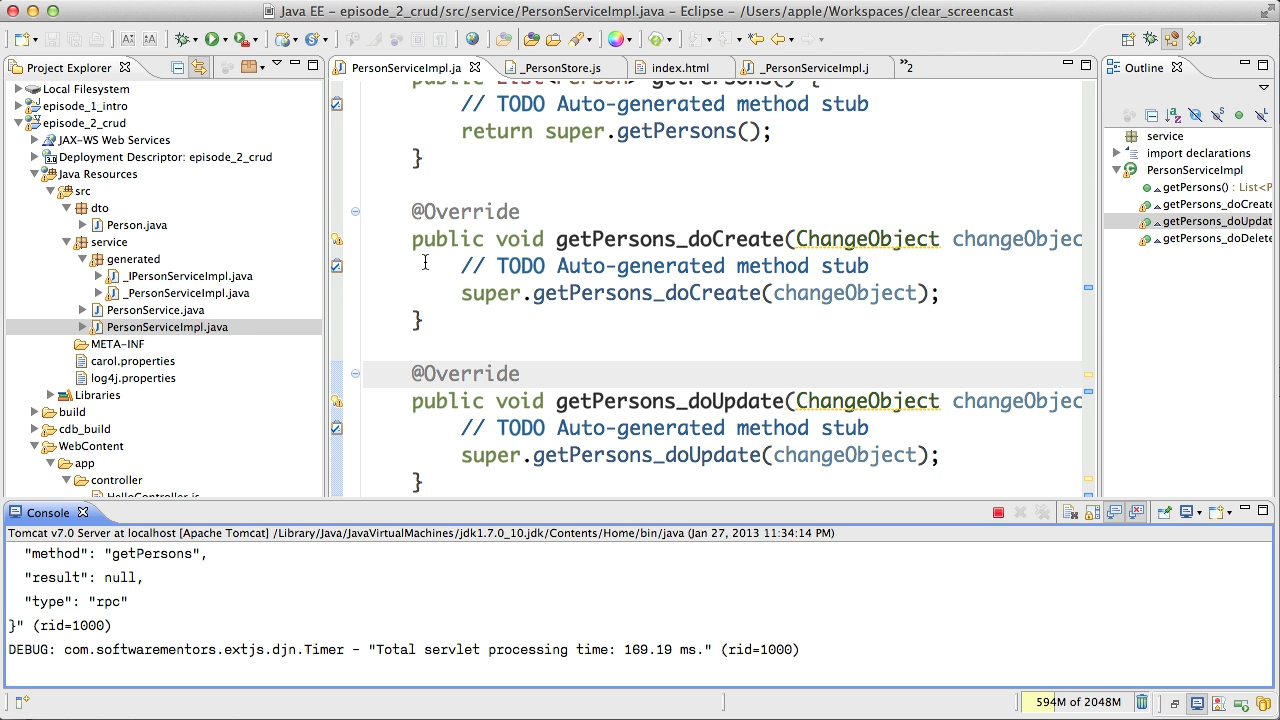 Java EE - episode_2_crud/src/service/PersonServiceImpl.java - Eclipse - /Users/apple/Workspaces/clear_screencast
Project Explorer
Local Filesystem
episode_1_intro
episode_2_crud
JAX-WS Web Services
Deployment Descriptor: episode_2_crud
Java Resources
src
dto
Person.java
service
generated
_IPersonServiceImpl.java
_PersonServiceImpl.java
PersonService.java
PersonServiceImpl.java
META-INF
carol.properties
log4j.properties
Libraries
build
cdb_build
WebContent
app
controller
HelloController.js
PersonServiceImpl.ja
_PersonStore.js
index.html
_PersonServiceImpl.j
»2
public List<Person> getPersons() {
// TODO Auto-generated method stub
return super.getPersons();
}
@Override
public void getPersons_doCreate(ChangeObject changeObjec
// TODO Auto-generated method stub
super.getPersons_doCreate(changeObject);
}
@Override
public void getPersons_doUpdate(ChangeObject changeObjec
// TODO Auto-generated method stub
super.getPersons_doUpdate(changeObject);
}
Outline
service
import declarations
PersonServiceImpl
getPersons() : List<P
getPersons_doCreate
getPersons_doUpdat
getPersons_doDelete
Console
Tomcat v7.0 Server at localhost [Apache Tomcat] /Library/Java/JavaVirtualMachines/jdk1.7.0_10.jdk/Contents/Home/bin/java (Jan 27, 2013 11:34:14 PM)
"method": "getPersons",
"result": null,
"type": "rpc"
}" (rid=1000)
DEBUG: com.softwarementors.extjs.djn.Timer - "Total servlet processing time: 169.19 ms." (rid=1000)
594M of 2048M